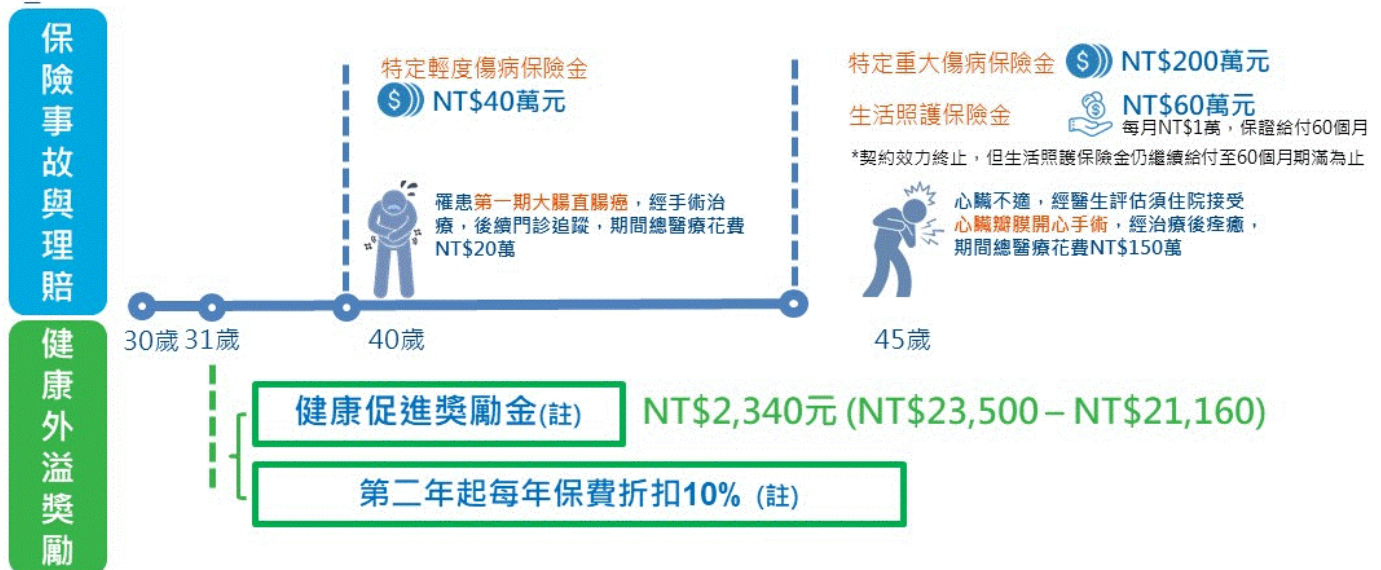 保險事故與理賠
特定輕度傷病保險金
NT$40萬元
罹患第一期大腸直腸癌，經手術治
療，後續門診追蹤，期間總醫療花費
NT$20萬
特定重大傷病保險金
NT$200萬元
生活照護保險金
NT$60萬元
每月NT$1萬，保證給付60個月
*契約效力終止，但生活照護保險金仍繼續給付至60個月期滿為止
心臟不適，經醫生評估須住院接受
心臟瓣膜開心手術，經治療後痊癒，
期間總醫療花費NT$150萬
30歲
31歲
40歲
45歲
健康外溢獎勵
健康促進獎勵金(註)
NT$2,340元 (NT$23,500 – NT$21,160)
第二年起每年保費折扣10% (註)